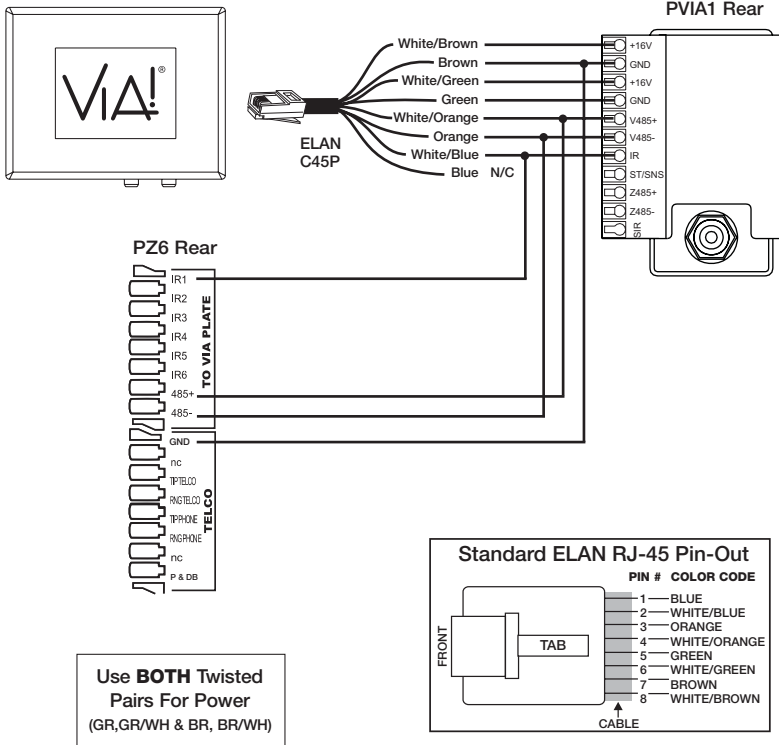 PVIA1 Rear
ViA!®
White/Brown
Brown
White/Green
Green
White/Orange
Orange
White/Blue
Blue N/C
ELAN
C45P
+16V
GND
+16V
GND
V485+
V485-
IR
ST/SNS
Z485+
Z485-
SIR
PZ6 Rear
IR1
IR2
IR3
IR4
IR5
IR6
485+
485-
TO VIA PLATE
GND
nc
TIPTELCO
RNGTELCO
TIPPHONE
RNGPHONE
nc
P & DB
TELCO
Use BOTH Twisted
Pairs For Power
(GR,GR/WH & BR, BR/WH)
Standard ELAN RJ-45 Pin-Out
PIN # COLOR CODE
1 BLUE
2 WHITE/BLUE
3 ORANGE
4 WHITE/ORANGE
5 GREEN
6 WHITE/GREEN
7 BROWN
8 WHITE/BROWN
FRONT
TAB
CABLE